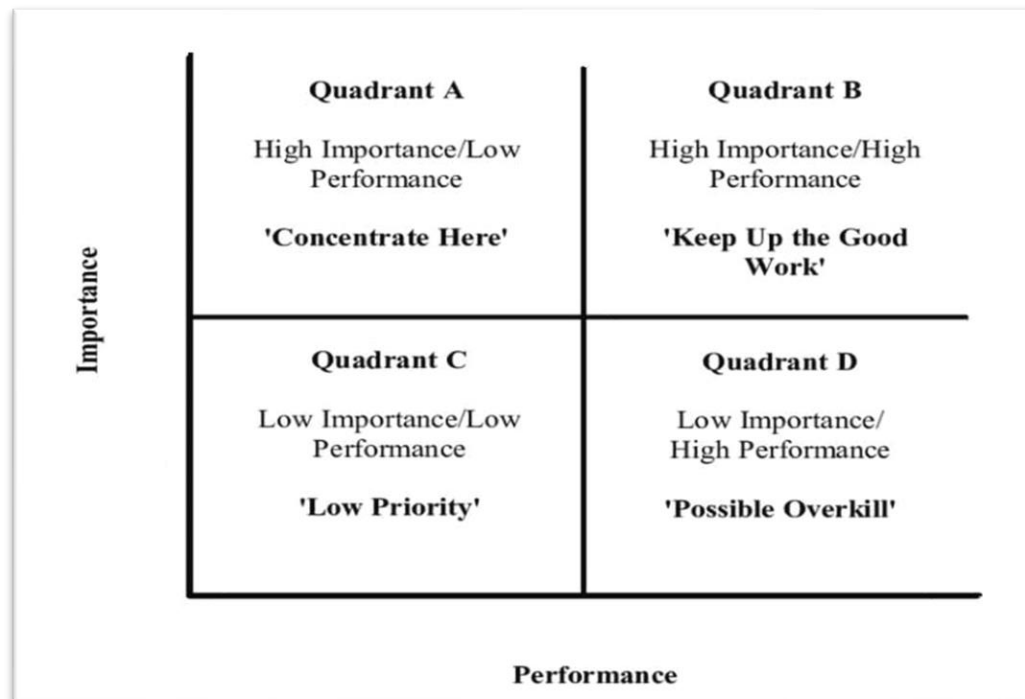 Quadrant A
High Importance/Low
Performance
'Concentrate Here'
Quadrant B
High Importance/High
Performance
'Keep Up the Good
Work'
Importance
Quadrant C
Low Importance/Low
Performance
'Low Priority'
Quadrant D
Low Importance/
High Performance
'Possible Overkill'
Performance